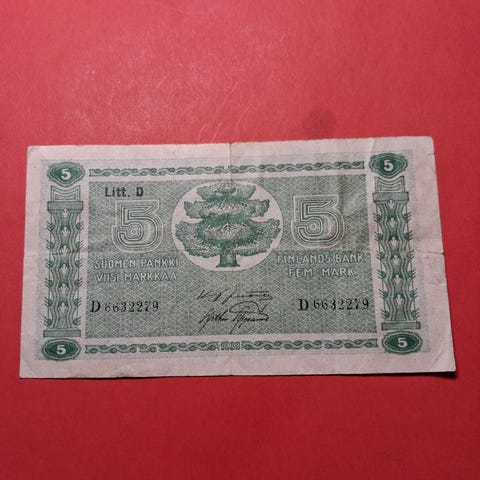 5 5
Litt. D
5 5
SUOMEN PANKKI FINLANDS BANK
VIISI MARKKAA FEM MARK
D 6632279 D 6632279
5 5